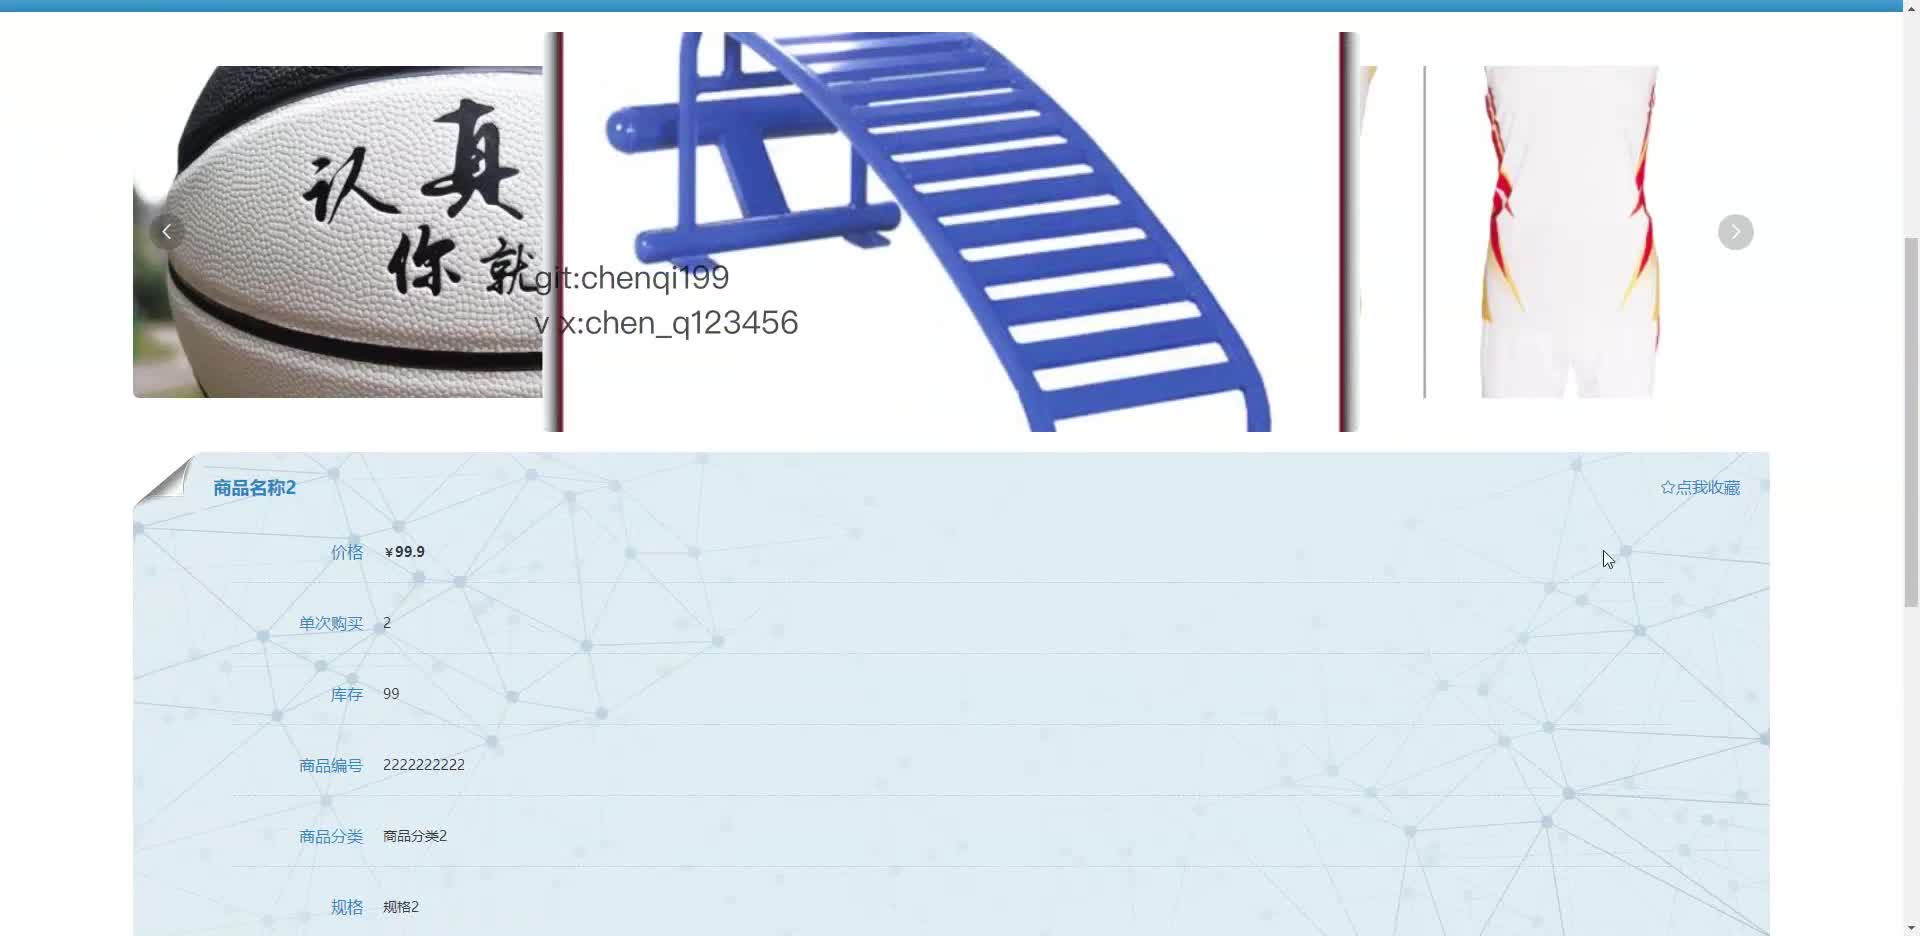 认真
你就
git:chenqi199
v x:chen_q123456
商品名称2
☆点我收藏
价格 ¥99.9
单次购买 2
库存 99
商品编号 2222222222
商品分类 商品分类2
规格 规格2